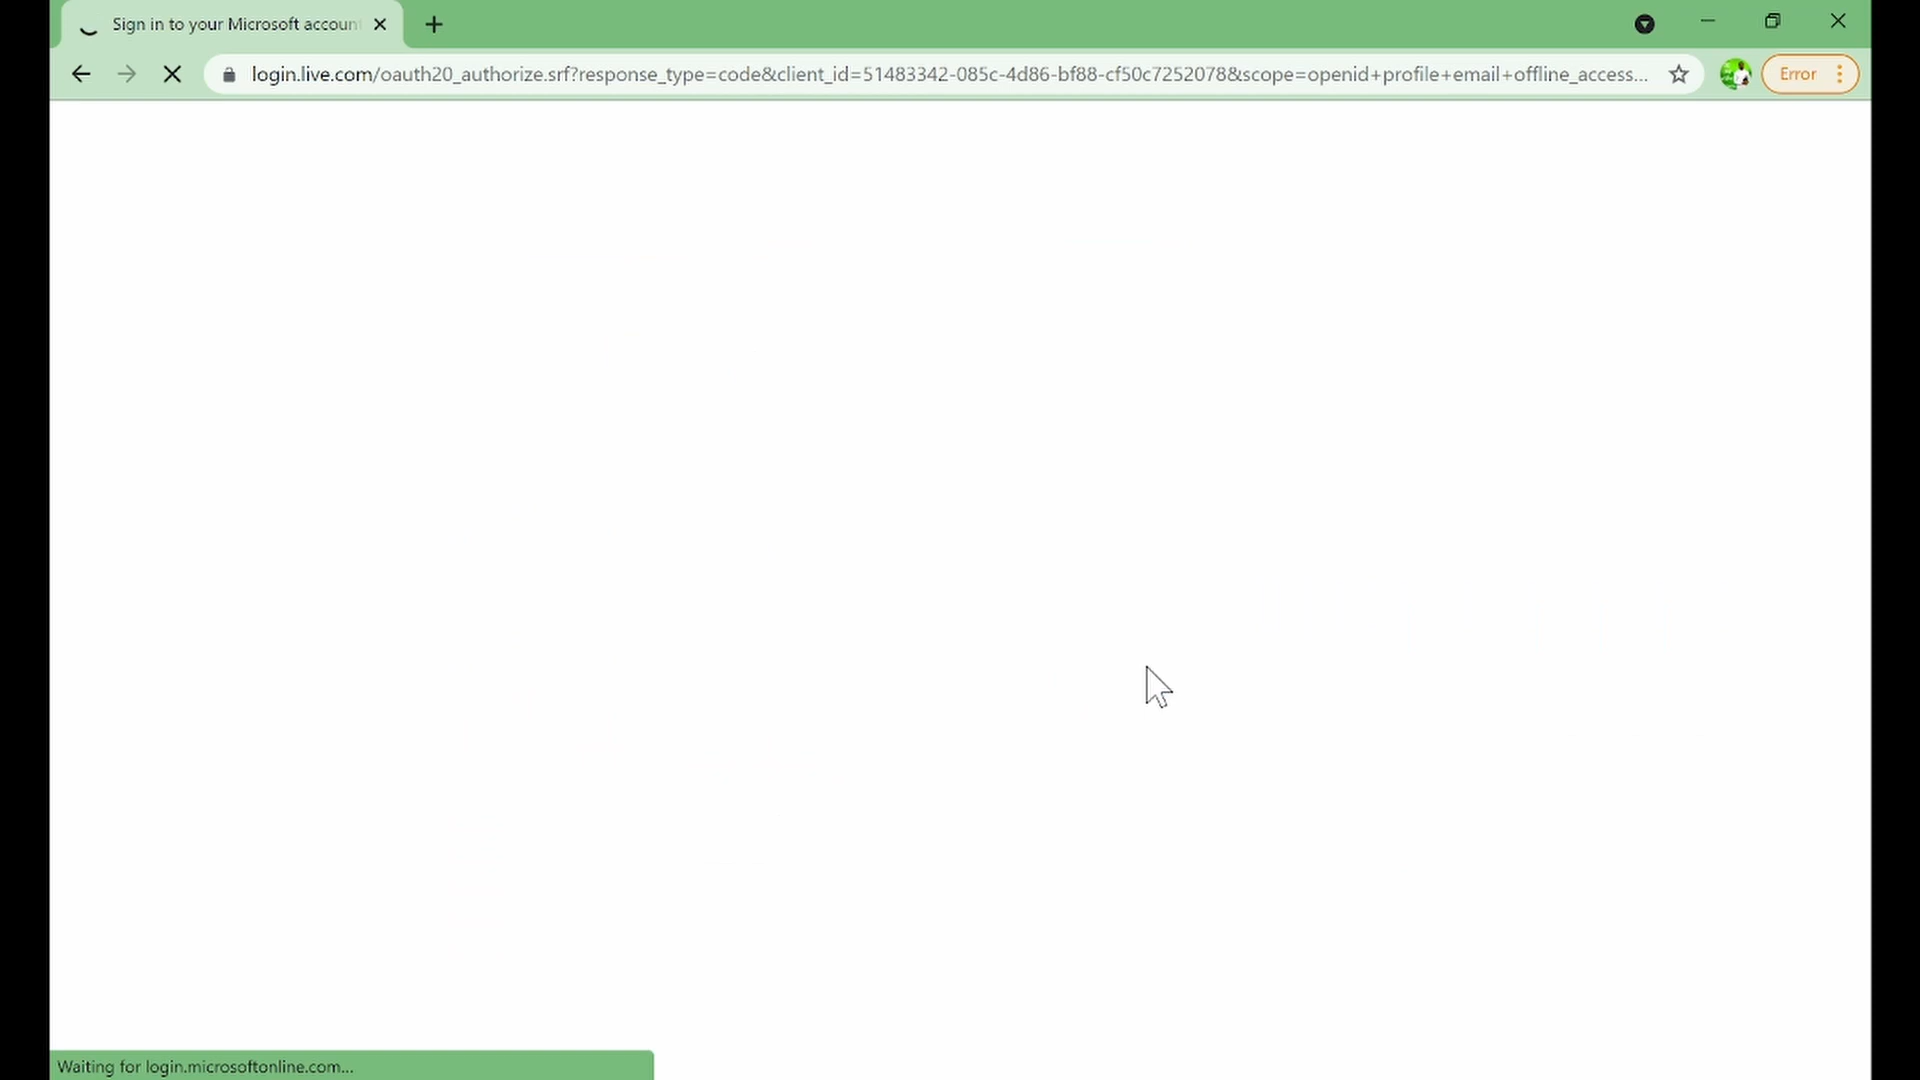 Sign in to your Microsoft accoun
login.live.com/oauth20_authorize.srf?response_type=code&client_id=51483342-085c-4d86-bf88-cf50c7252078&scope=openid+profile+email+offline_access...
Error
Waiting for login.microsoftonline.com...